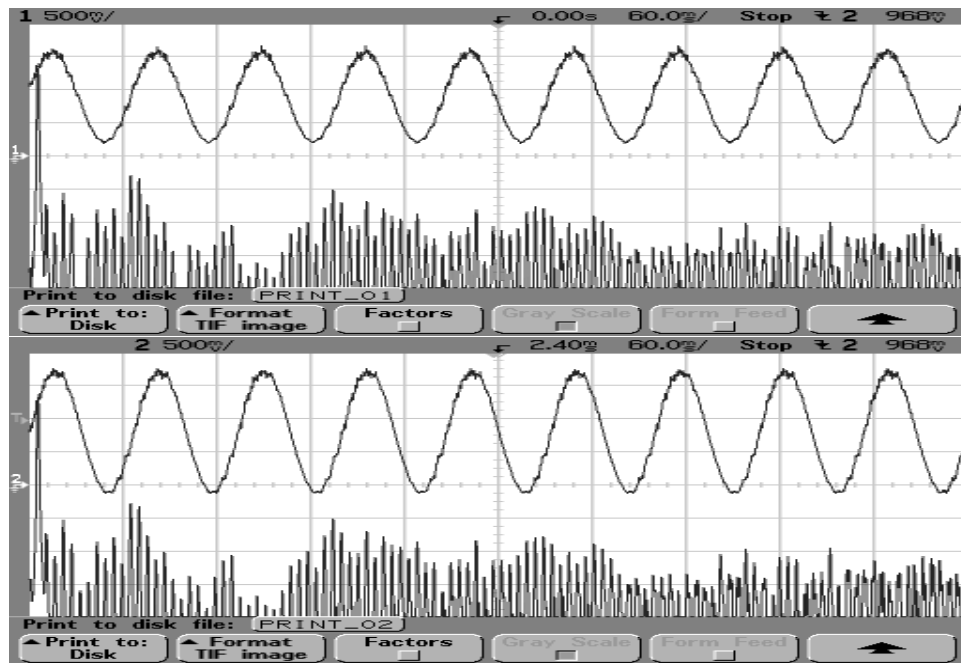 1 500mV/ 0.00s 60.0ms/ Stop 2 968mV
1
Print to disk file: PRINT_01
Print to: Disk Format TIF image Factors Gray Scale Form Feed
2 500mV/ 2.40ms 60.0ms/ Stop 2 968mV
T
2
Print to disk file: PRINT_02
Print to: Disk Format TIF image Factors Gray Scale Form Feed